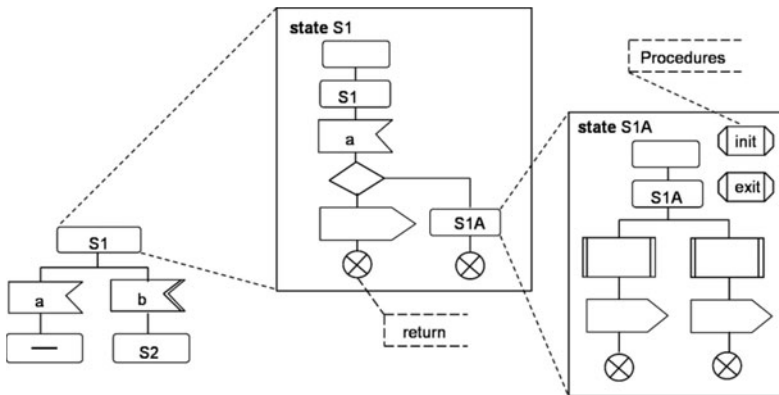 state S1
S1
a
S1A
return
S1
a
b
S2
Procedures
state S1A
init
exit
S1A